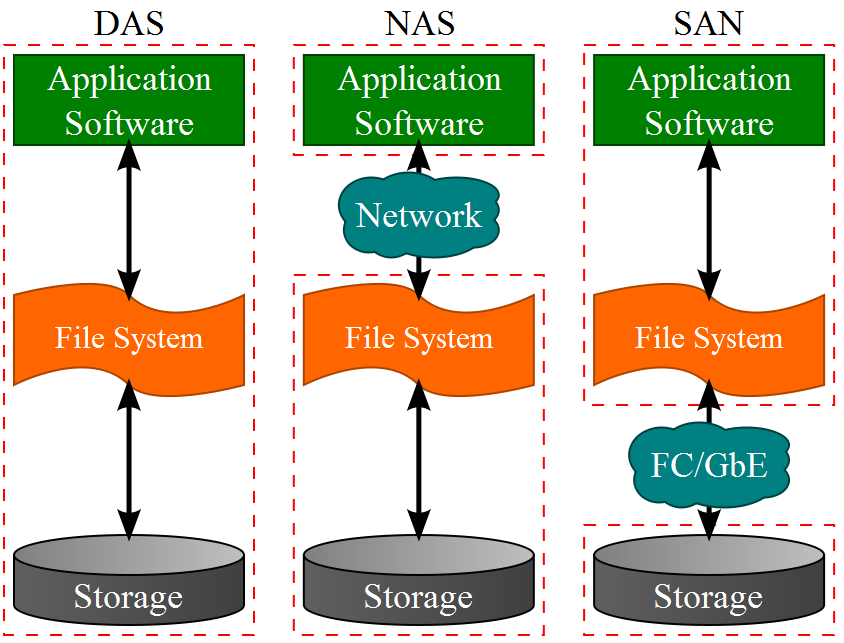 DAS
NAS
SAN
Application
Software
Application
Software
Application
Software
Network
File System
File System
File System
FC/GbE
Storage
Storage
Storage